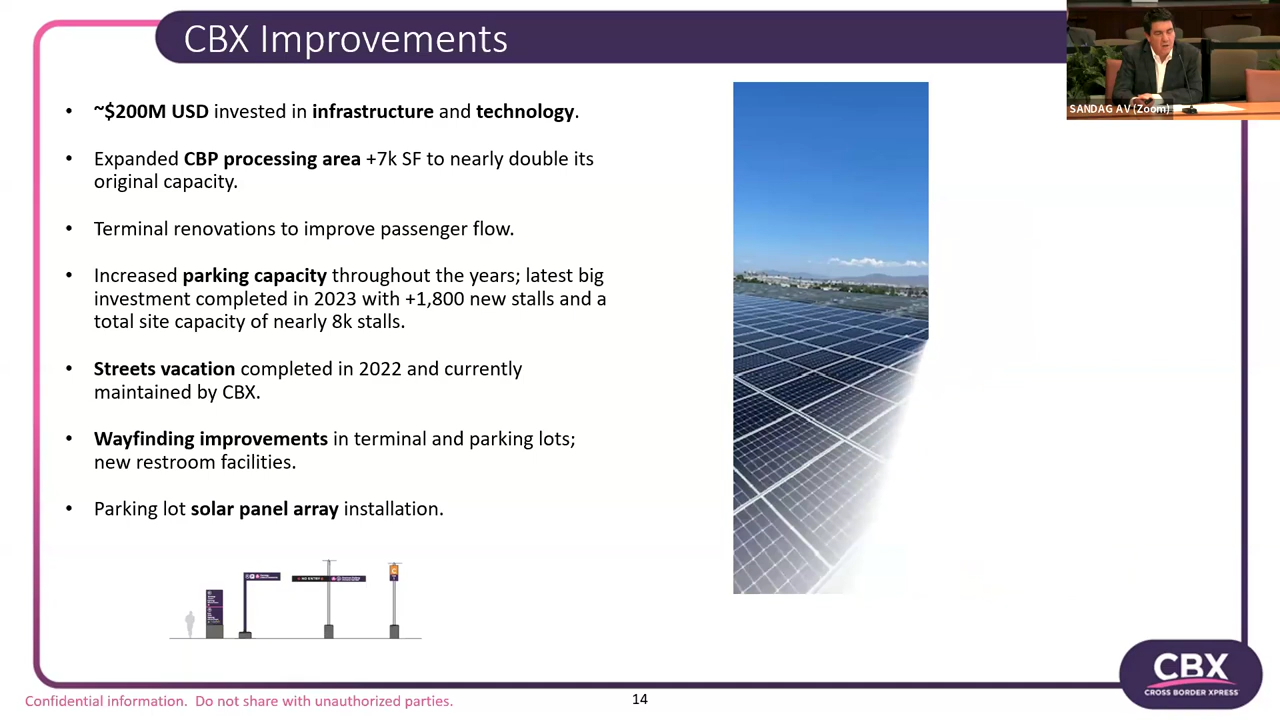 CBX Improvements
SANDAG AV (Zoom)
• ~$200M USD invested in infrastructure and technology.
• Expanded CBP processing area +7k SF to nearly double its
original capacity.
• Terminal renovations to improve passenger flow.
• Increased parking capacity throughout the years; latest big
investment completed in 2023 with +1,800 new stalls and a
total site capacity of nearly 8k stalls.
• Streets vacation completed in 2022 and currently
maintained by CBX.
• Wayfinding improvements in terminal and parking lots;
new restroom facilities.
• Parking lot solar panel array installation.
NO ENTRY
CBX
CROSS BORDER XPRESS
Confidential information. Do not share with unauthorized parties.
14